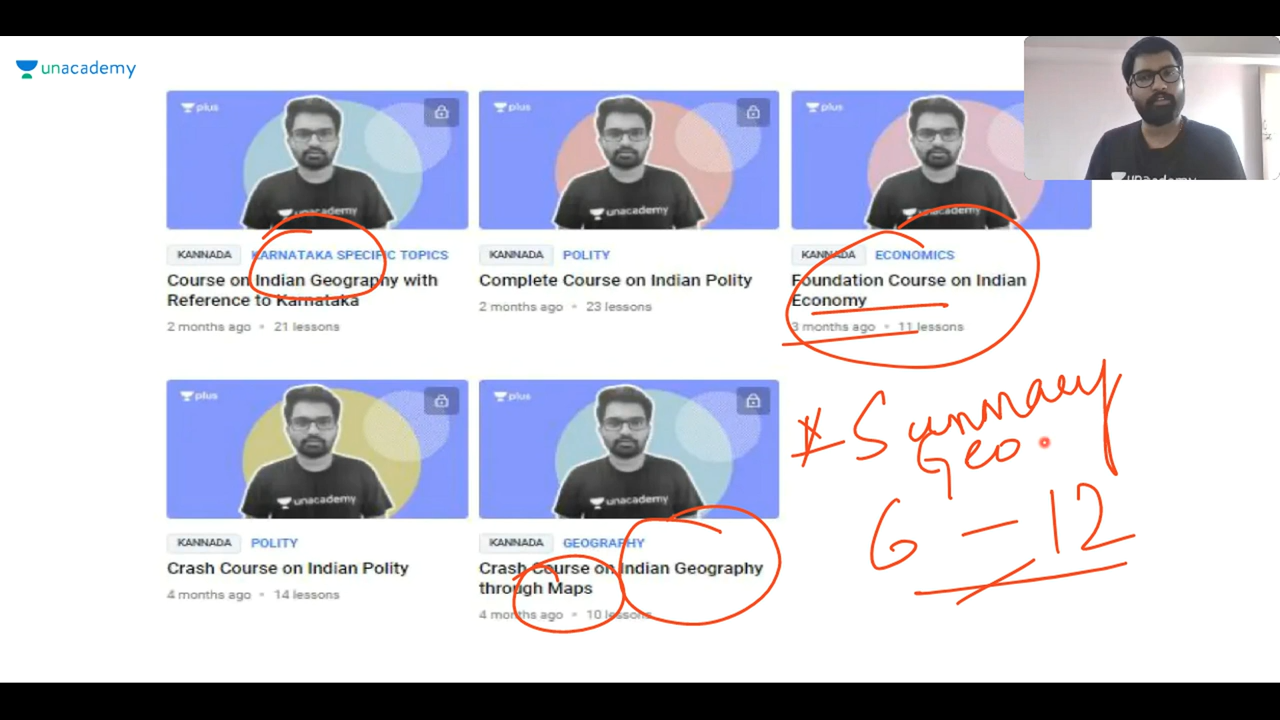 unacademy
plus
unacademy
KANNADA KARNATAKA SPECIFIC TOPICS
Course on Indian Geography with
Reference to Karnataka
2 months ago • 21 lessons
plus
unacademy
KANNADA POLITY
Complete Course on Indian Polity
2 months ago • 23 lessons
plus
unacademy
KANNADA ECONOMICS
Foundation Course on Indian
Economy
3 months ago • 11 lessons
unacademy
plus
unacademy
KANNADA POLITY
Crash Course on Indian Polity
4 months ago • 14 lessons
plus
unacademy
KANNADA GEOGRAPHY
Crash Course on Indian Geography
through Maps
4 months ago • 10 lessons
Summary
Geo
6 – 12